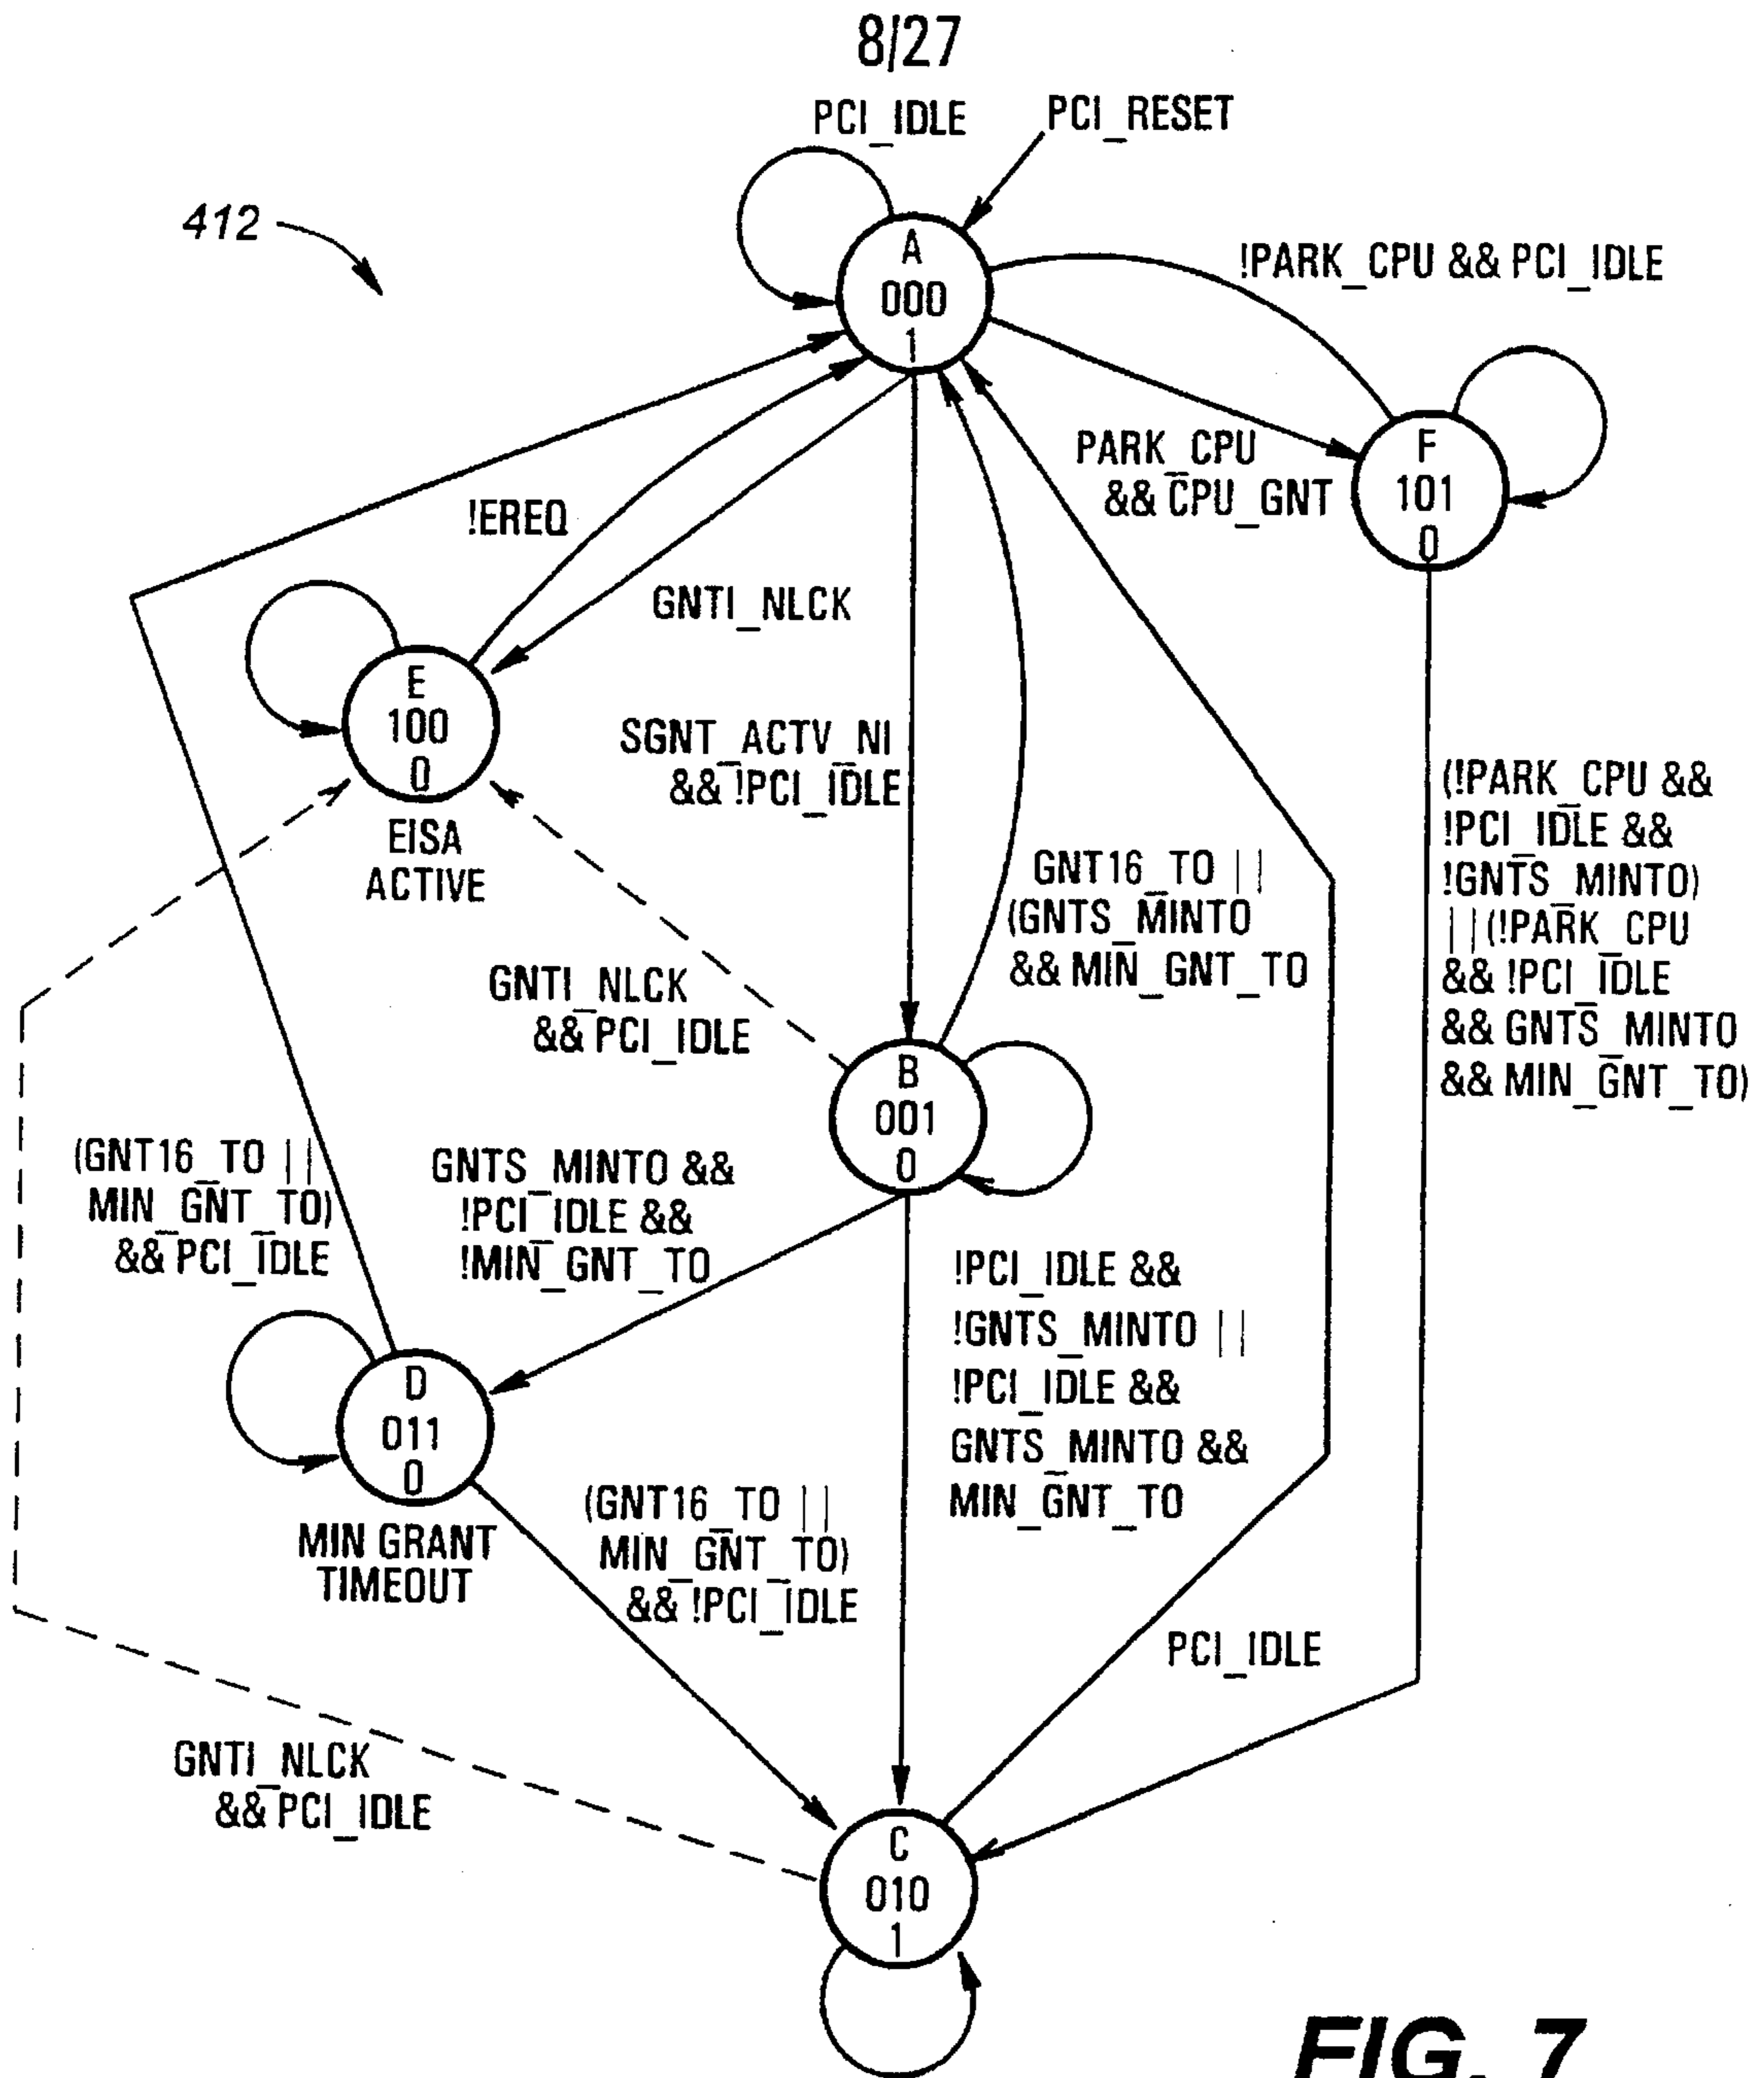 8/27
PCI_IDLE
PCI_RESET
412
A
000
1
!PARK_CPU && PCI_IDLE
PARK_CPU
&& CPU_GNT
F
101
0
!EREQ
GNTI_NLCK
E
100
0
EISA
ACTIVE
SGNT_ACTV_NI
&& !PCI_IDLE
(!PARK_CPU &&
!PCI_IDLE &&
!GNTS_MINTO)
||(!PARK_CPU
&& !PCI_IDLE
&& GNTS_MINTO
&& MIN_GNT_TO)
GNT16_TO ||
(GNTS_MINTO
&& MIN_GNT_TO
GNTI_NLCK
&& PCI_IDLE
B
001
0
(GNT16_TO ||
MIN_GNT_TO)
&& PCI_IDLE
GNTS_MINTO &&
!PCI_IDLE &&
!MIN_GNT_TO
!PCI_IDLE &&
!GNTS_MINTO ||
!PCI_IDLE &&
GNTS_MINTO &&
MIN_GNT_TO
D
011
0
MIN GRANT
TIMEOUT
(GNT16_TO ||
MIN_GNT_TO)
&& !PCI_IDLE
PCI_IDLE
GNTI_NLCK
&& PCI_IDLE
C
010
1
FIG. 7